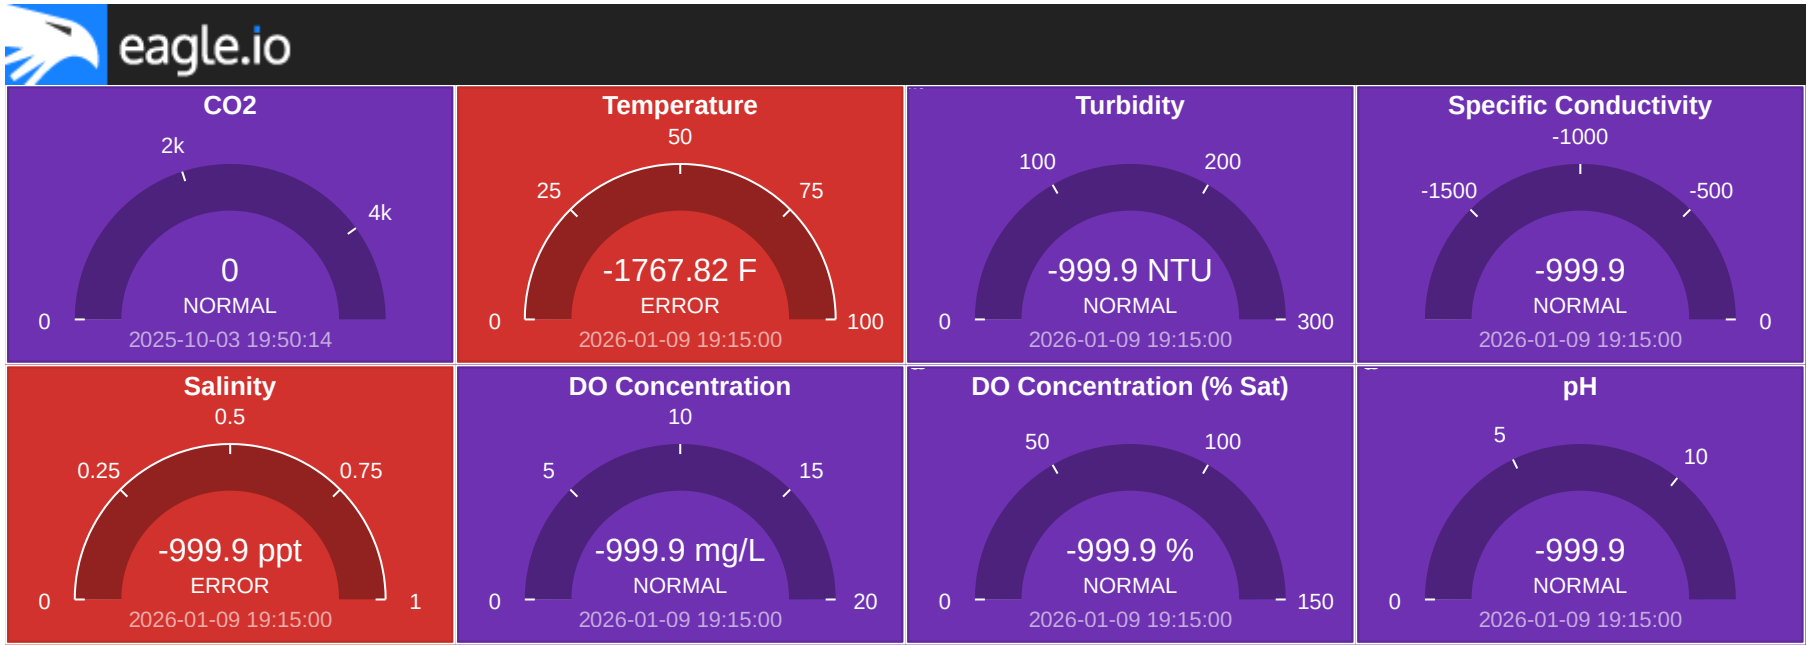 eagle.io
CO2
2k
4k
0
0
NORMAL
2025-10-03 19:50:14
Temperature
50
25
75
-1767.82 F
ERROR
0
100
2026-01-09 19:15:00
Turbidity
100
200
-999.9 NTU
NORMAL
0
300
2026-01-09 19:15:00
Specific Conductivity
-1000
-1500
-500
-999.9
NORMAL
0
2026-01-09 19:15:00
Salinity
0.5
0.25
0.75
-999.9 ppt
ERROR
0
1
2026-01-09 19:15:00
DO Concentration
10
5
15
-999.9 mg/L
NORMAL
0
20
2026-01-09 19:15:00
DO Concentration (% Sat)
50
100
-999.9 %
NORMAL
0
150
2026-01-09 19:15:00
pH
5
10
-999.9
NORMAL
0
2026-01-09 19:15:00